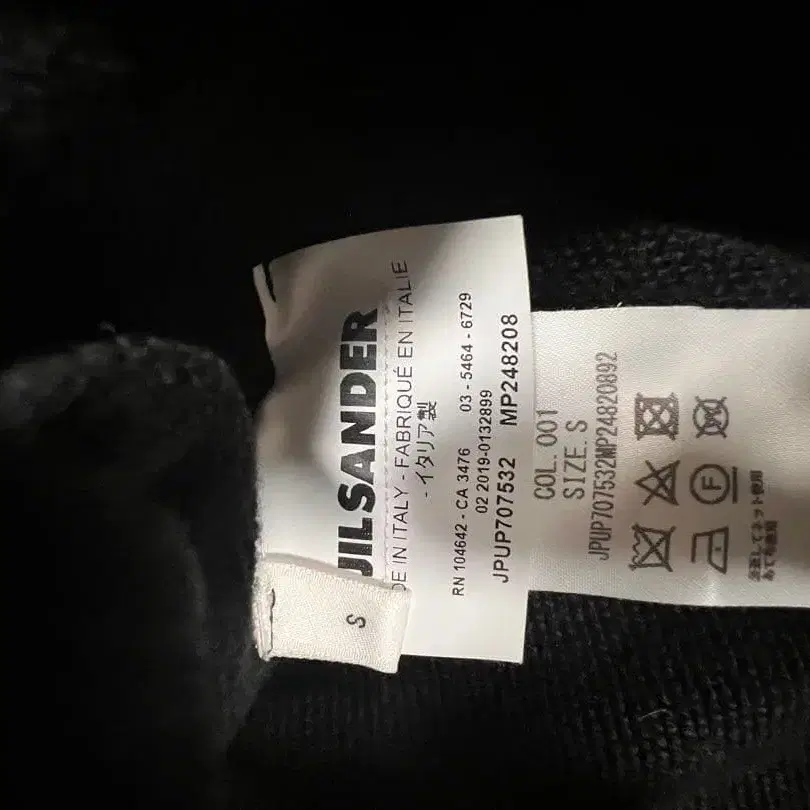 JIL SANDER
DE IN ITALY - FABRIQUÉ EN ITALIE
- イタリア製
RN 104642 - CA 3476 03 - 5464 - 6729
02 2019-0132899
JPUP707532 MP248208
S
COL. 001
SIZE. S
JPUP707532MP24820892
F